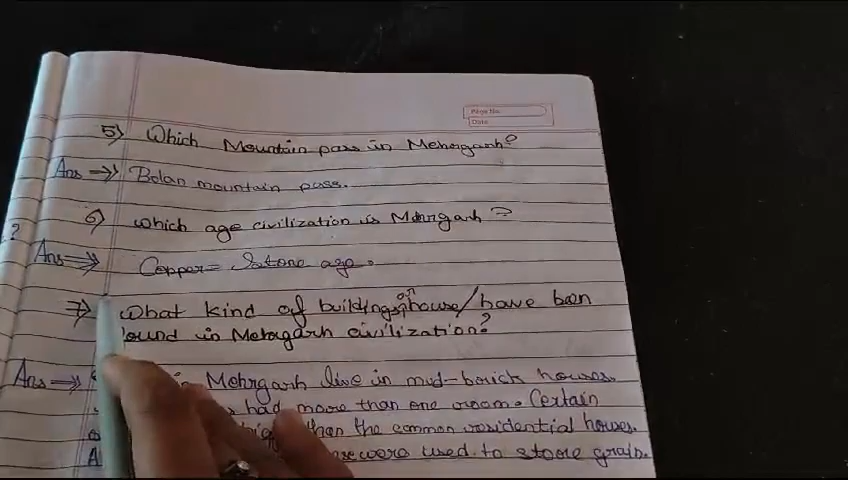 Page No.
Date
5) Which Mountain pass in Mehrgarh?
Ans → Bolan mountain pass.
6) which age civilization is Mehrgarh?
?
Ans ⇒ Copper = Stone age.
7) What kind of buildings or house/have been
ound in Mehrgarh civilization?
Ans ⇒ in Mehrgarh live in mud-brick houses.
had more than one room. Certain
than the common residential houses.
A were used to store grain.